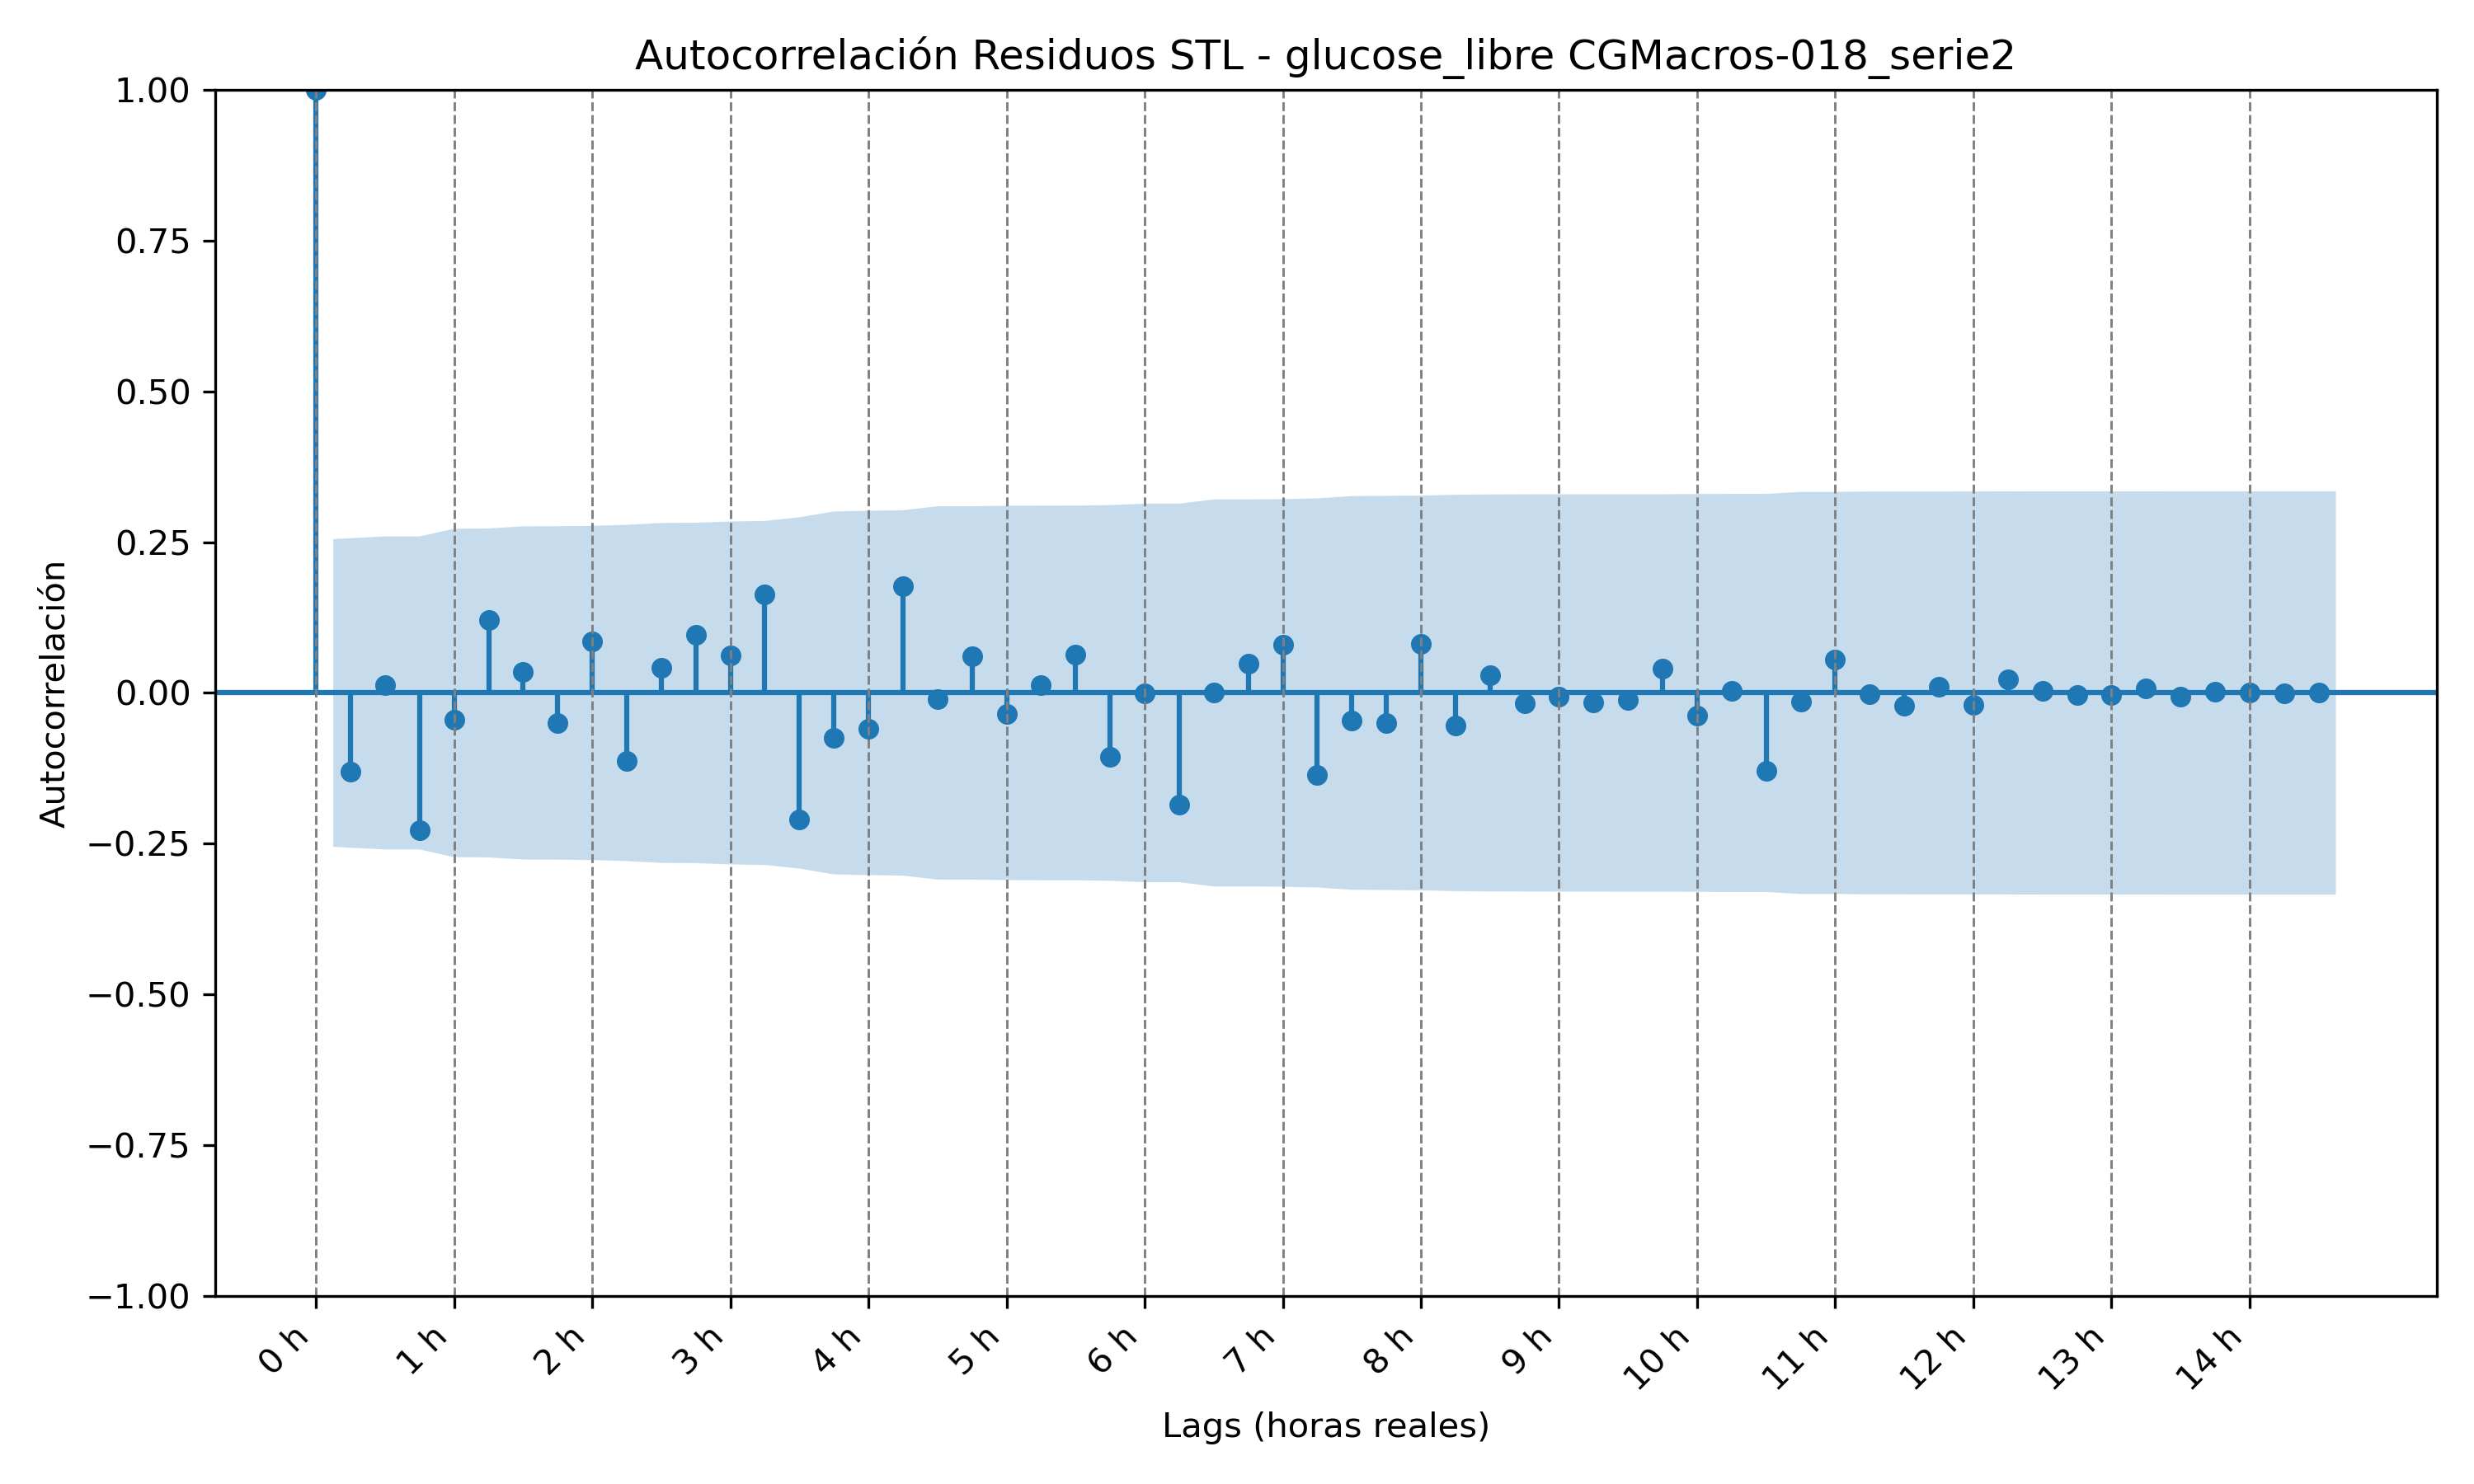 Autocorrelación Residuos STL - glucose_libre CGMacros-018_serie2
1.00
0.75
0.50
0.25
0.00
−0.25
−0.50
−0.75
−1.00
Autocorrelación
0 h
1 h
2 h
3 h
4 h
5 h
6 h
7 h
8 h
9 h
10 h
11 h
12 h
13 h
14 h
Lags (horas reales)